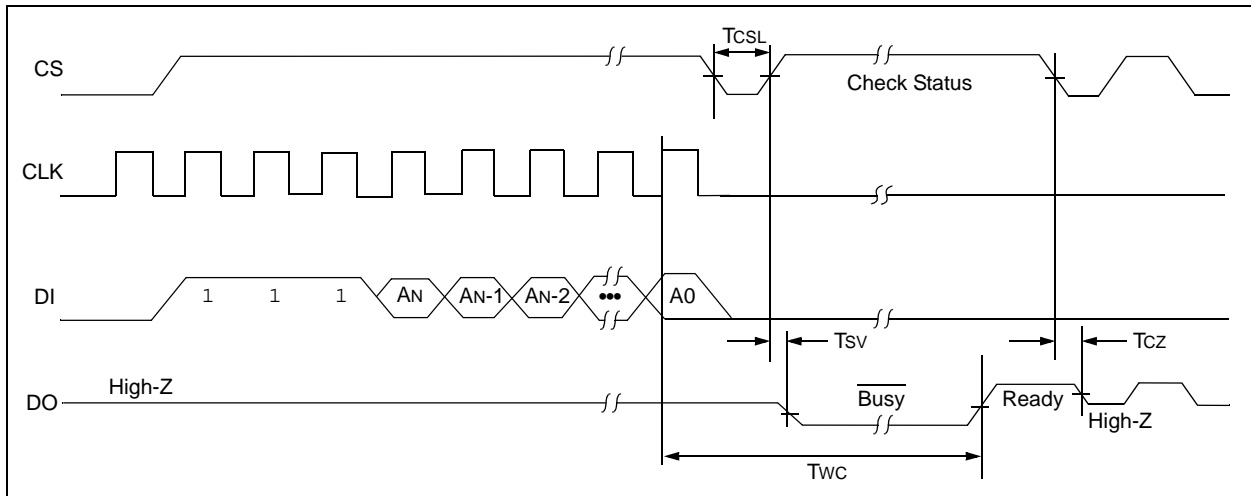 TCSL
CS
Check Status
CLK
DI
1 1 1 AN AN-1 AN-2 ••• A0
TSV
TCZ
High-Z
DO
Busy
Ready
High-Z
TWC